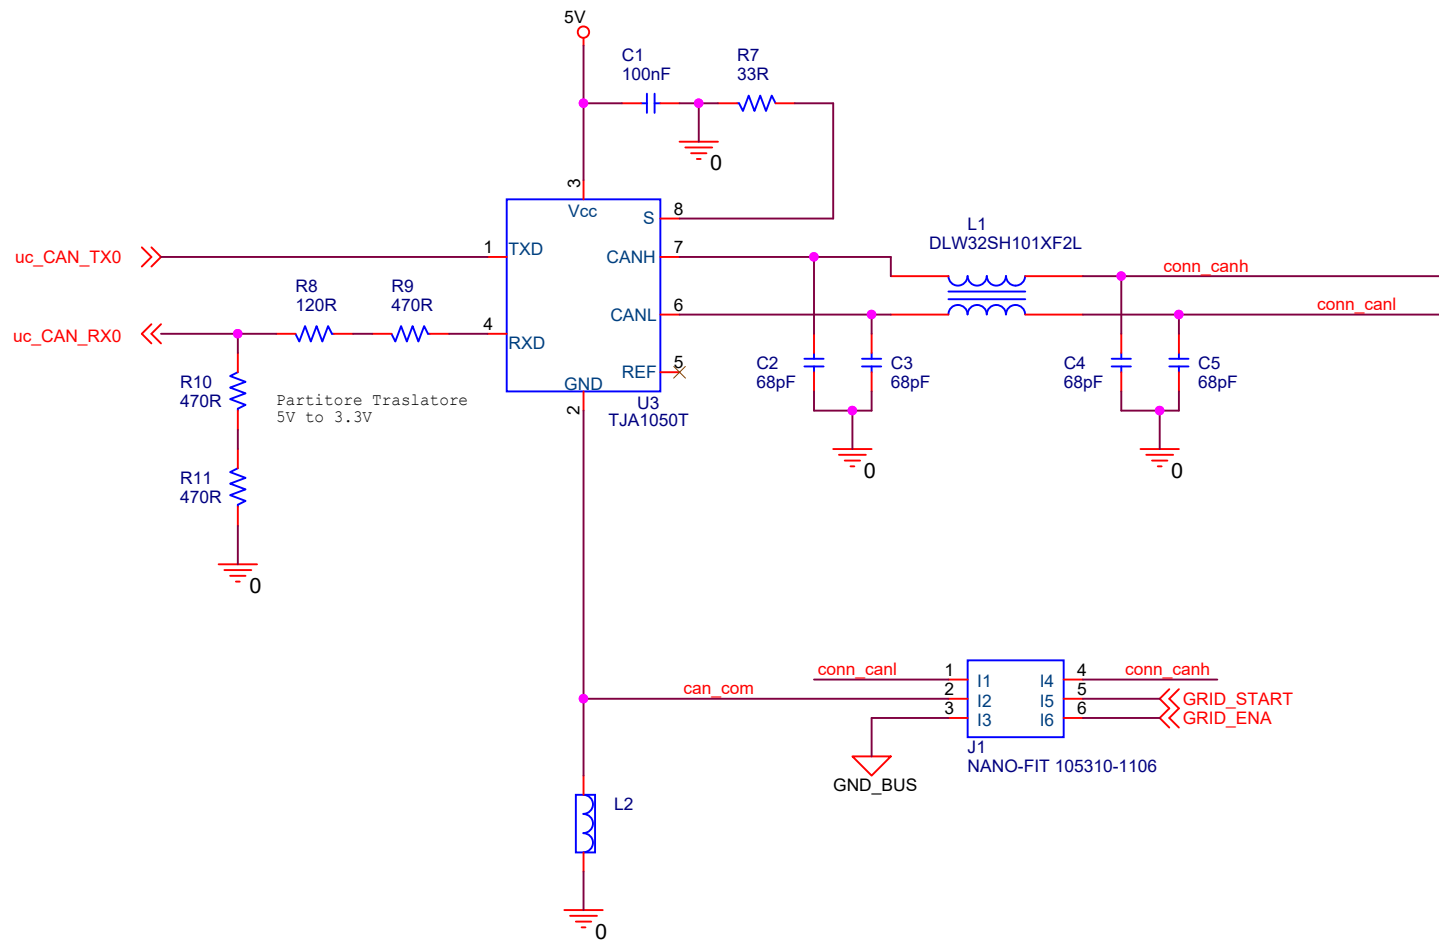 5V
C1
100nF
R7
33R
0
3
Vcc
S
8
uc_CAN_TX0
1
TXD
CANH
7
L1
DLW32SH101XF2L
conn_canh
conn_canl
R8
120R
R9
470R
CANL
6
uc_CAN_RX0
4
RXD
REF
5
GND
2
U3
TJA1050T
C2
68pF
C3
68pF
C4
68pF
C5
68pF
0
0
R10
470R
Partitore Traslatore
5V to 3.3V
R11
470R
0
can_com
conn_canl
1
I1
I4
4
conn_canh
2
I2
I5
5
GRID_START
3
I3
I6
6
GRID_ENA
J1
NANO-FIT 105310-1106
GND_BUS
L2
0